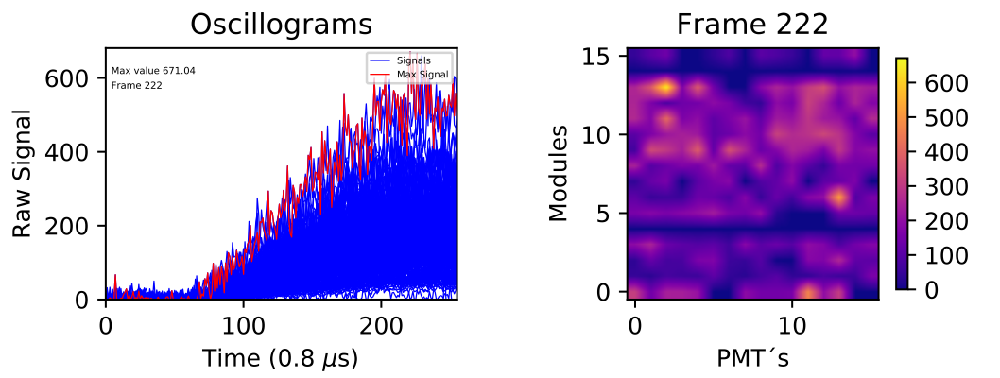 Oscillograms
Max value 671.04
Frame 222
Signals
Max Signal
Raw Signal
600
400
200
0
0
100
200
Time (0.8 μs)
Frame 222
Modules
15
10
5
0
0
10
PMT´s
600
500
400
300
200
100
0